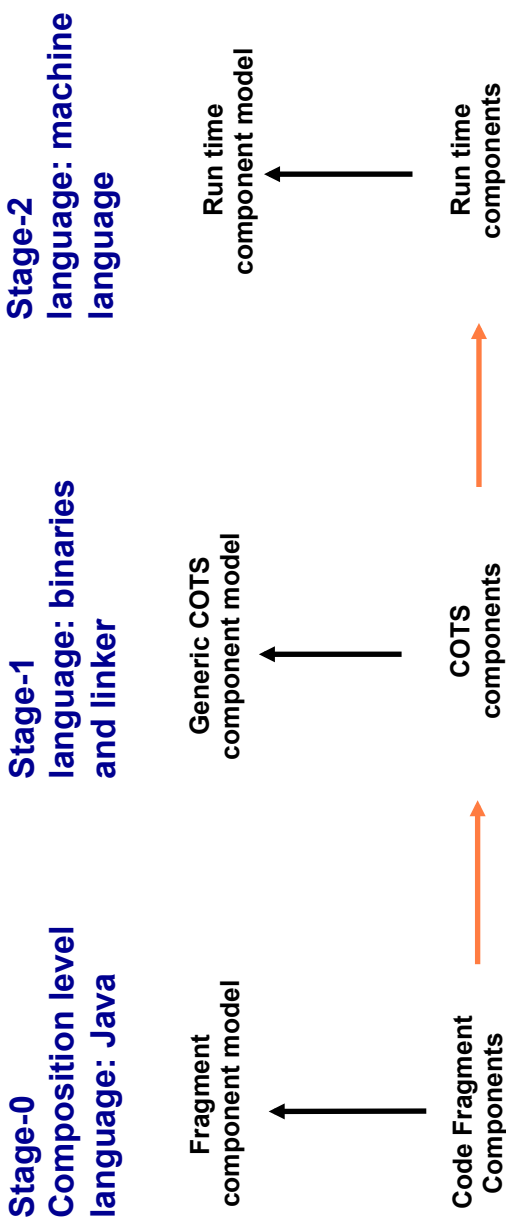 Stage-0
Composition level
language: Java
Stage-1
language: binaries
and linker
Stage-2
language: machine
language
Fragment
component model
Generic COTS
component model
Run time
component model
Code Fragment
Components
COTS
components
Run time
components